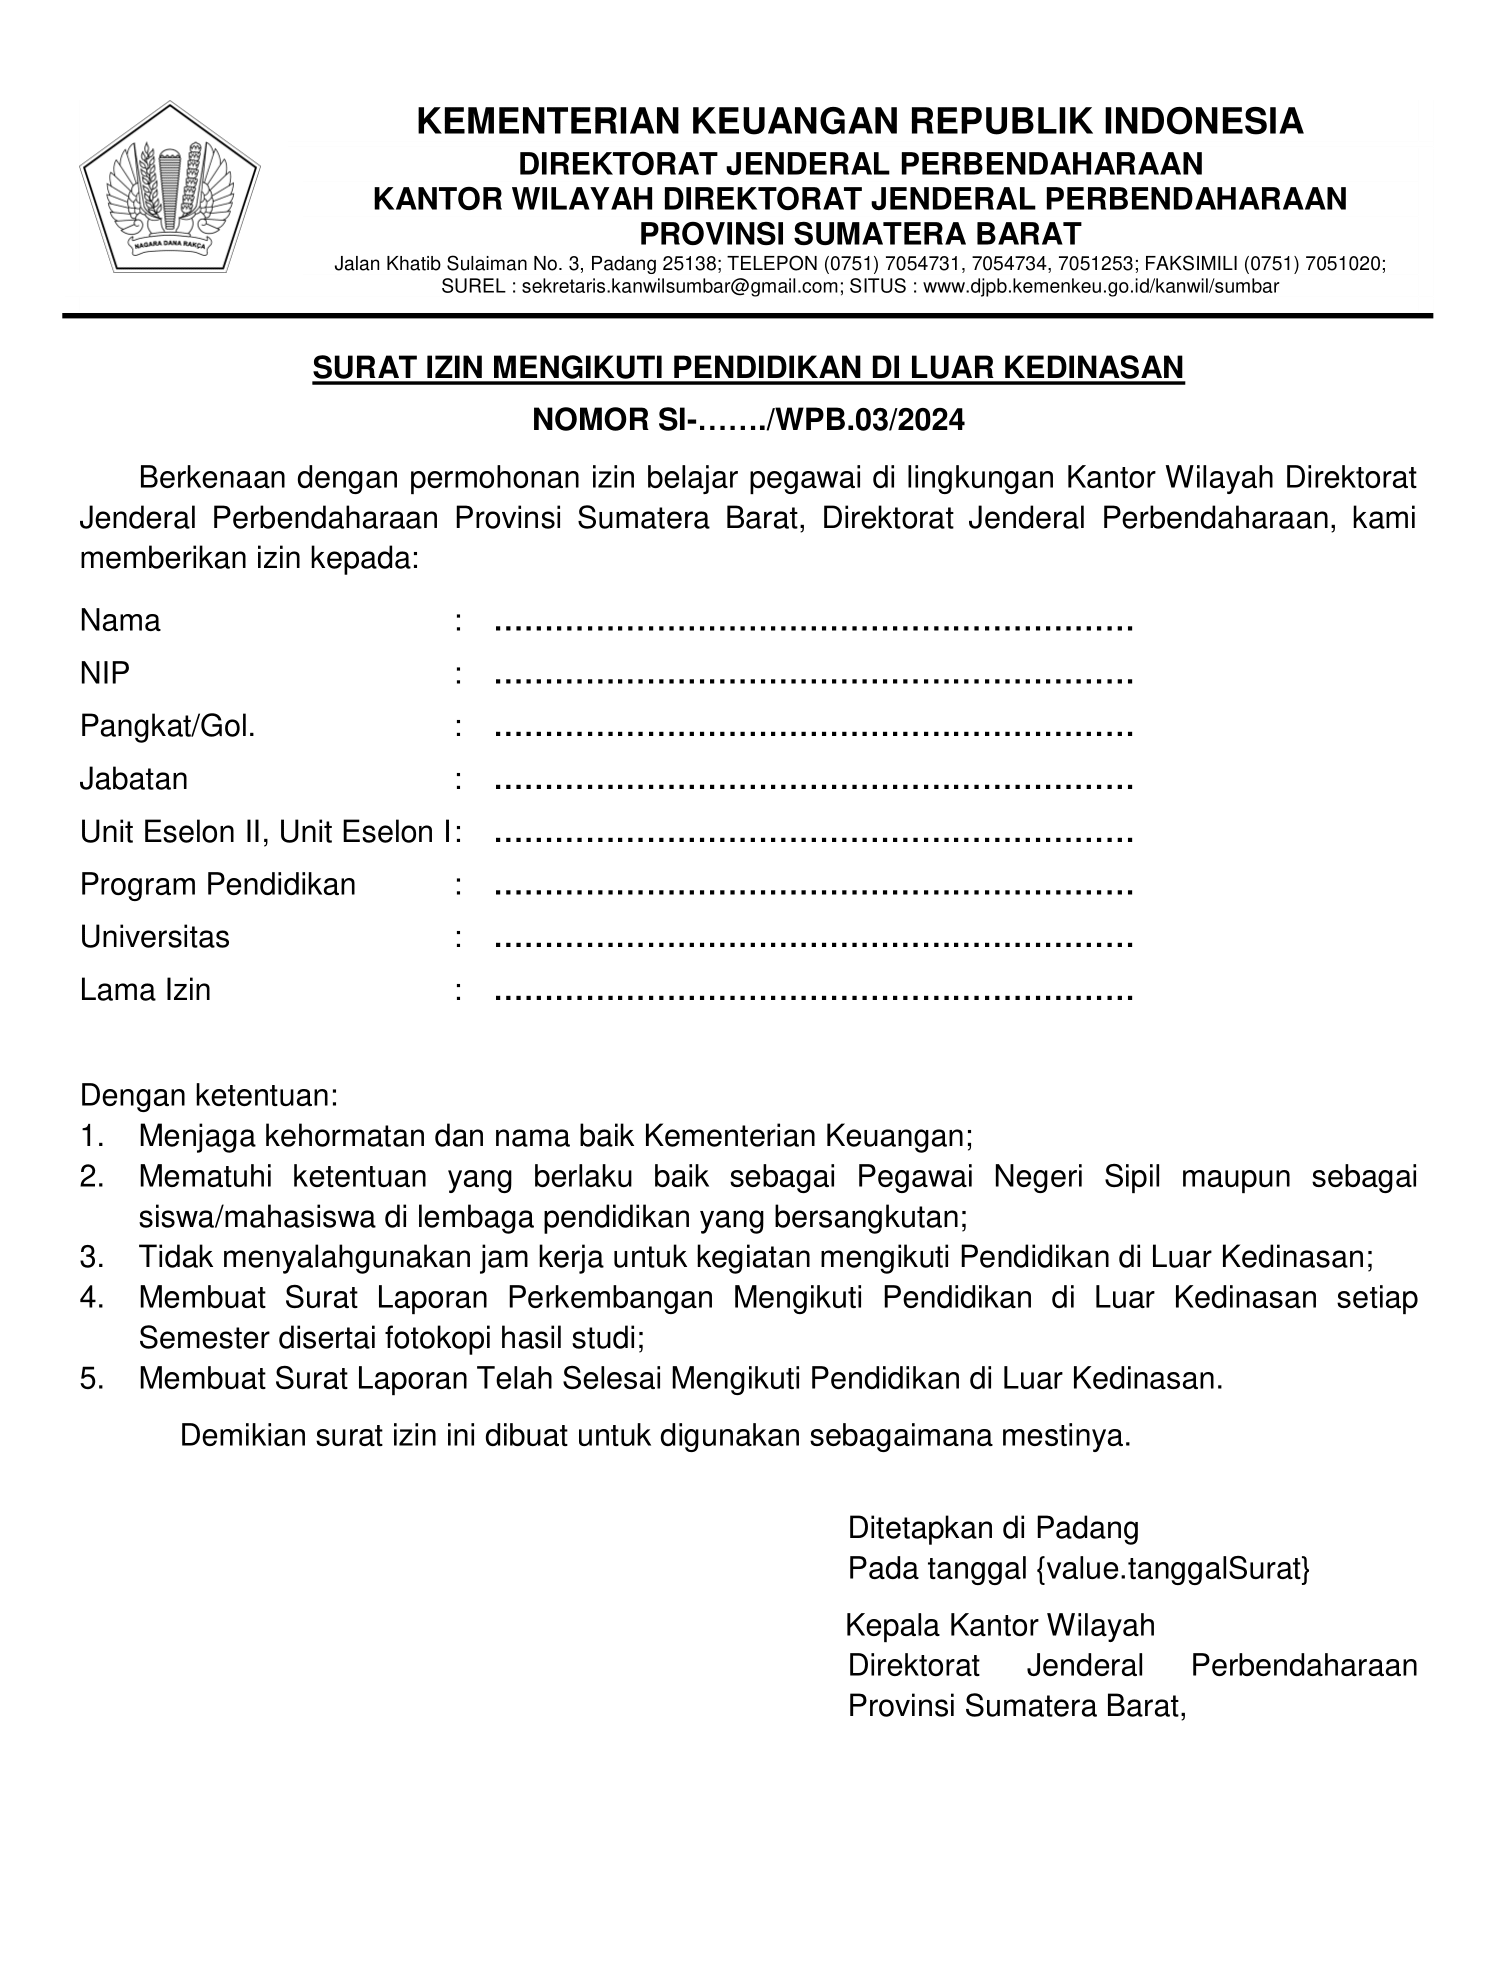 NAGARA DANA RAKÇA
KEMENTERIAN KEUANGAN REPUBLIK INDONESIA
DIREKTORAT JENDERAL PERBENDAHARAAN
KANTOR WILAYAH DIREKTORAT JENDERAL PERBENDAHARAAN
PROVINSI SUMATERA BARAT
Jalan Khatib Sulaiman No. 3, Padang 25138; TELEPON (0751) 7054731, 7054734, 7051253; FAKSIMILI (0751) 7051020;
SUREL : sekretaris.kanwilsumbar@gmail.com; SITUS : www.djpb.kemenkeu.go.id/kanwil/sumbar
SURAT IZIN MENGIKUTI PENDIDIKAN DI LUAR KEDINASAN
NOMOR SI-……./WPB.03/2024
Berkenaan dengan permohonan izin belajar pegawai di lingkungan Kantor Wilayah Direktorat
Jenderal Perbendaharaan Provinsi Sumatera Barat, Direktorat Jenderal Perbendaharaan, kami
memberikan izin kepada:
Nama : ………………………………………………………
NIP : ………………………………………………………
Pangkat/Gol. : ………………………………………………………
Jabatan : ………………………………………………………
Unit Eselon II, Unit Eselon I : ………………………………………………………
Program Pendidikan : ………………………………………………………
Universitas : ………………………………………………………
Lama Izin : ………………………………………………………
Dengan ketentuan:
1. Menjaga kehormatan dan nama baik Kementerian Keuangan;
2. Mematuhi ketentuan yang berlaku baik sebagai Pegawai Negeri Sipil maupun sebagai
siswa/mahasiswa di lembaga pendidikan yang bersangkutan;
3. Tidak menyalahgunakan jam kerja untuk kegiatan mengikuti Pendidikan di Luar Kedinasan;
4. Membuat Surat Laporan Perkembangan Mengikuti Pendidikan di Luar Kedinasan setiap
Semester disertai fotokopi hasil studi;
5. Membuat Surat Laporan Telah Selesai Mengikuti Pendidikan di Luar Kedinasan.
Demikian surat izin ini dibuat untuk digunakan sebagaimana mestinya.
Ditetapkan di Padang
Pada tanggal {value.tanggalSurat}
Kepala Kantor Wilayah
Direktorat Jenderal Perbendaharaan
Provinsi Sumatera Barat,